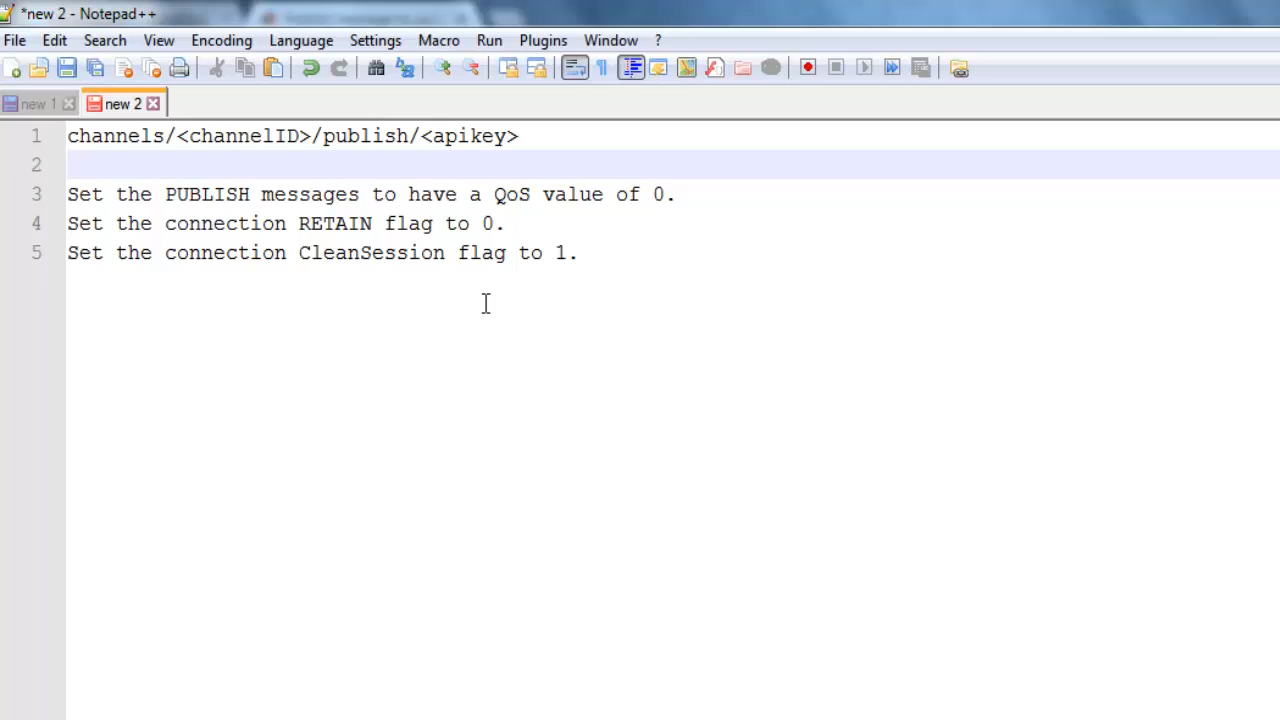 *new 2 - Notepad++
File Edit Search View Encoding Language Settings Macro Run Plugins Window ?
new 1 new 2
1 channels/<channelID>/publish/<apikey>
2
3 Set the PUBLISH messages to have a QoS value of 0.
4 Set the connection RETAIN flag to 0.
5 Set the connection CleanSession flag to 1.